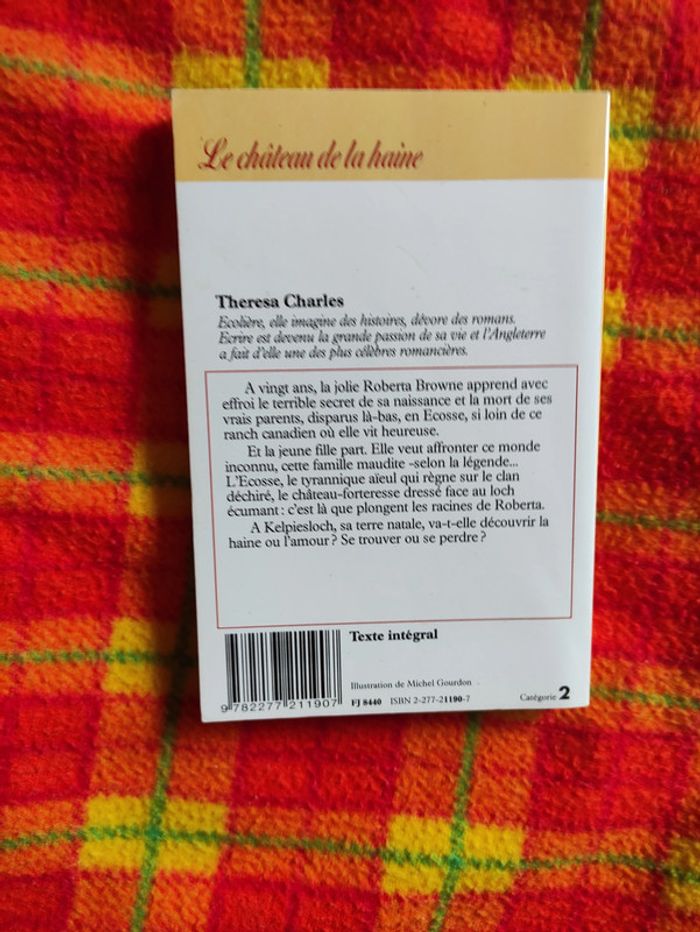 Le château de la haine
Theresa Charles
Ecolière, elle imagine des histoires, dévore des romans.
Ecrire est devenu la grande passion de sa vie et l'Angleterre
a fait d'elle une des plus célèbres romancières.
A vingt ans, la jolie Roberta Browne apprend avec
effroi le terrible secret de sa naissance et la mort de ses
vrais parents, disparus là-bas, en Ecosse, si loin de ce
ranch canadien où elle vit heureuse.
Et la jeune fille part. Elle veut affronter ce monde
inconnu, cette famille maudite -selon la légende...
L'Ecosse, le tyrannique aïeul qui règne sur le clan
déchiré, le château-forteresse dressé face au loch
écumant : c'est là que plongent les racines de Roberta.
A Kelpiesloch, sa terre natale, va-t-elle découvrir la
haine ou l'amour ? Se trouver ou se perdre ?
Texte intégral
Illustration de Michel Gourdon
9 782277 211907 FJ 8440 ISBN 2-277-21190-7 Catégorie 2